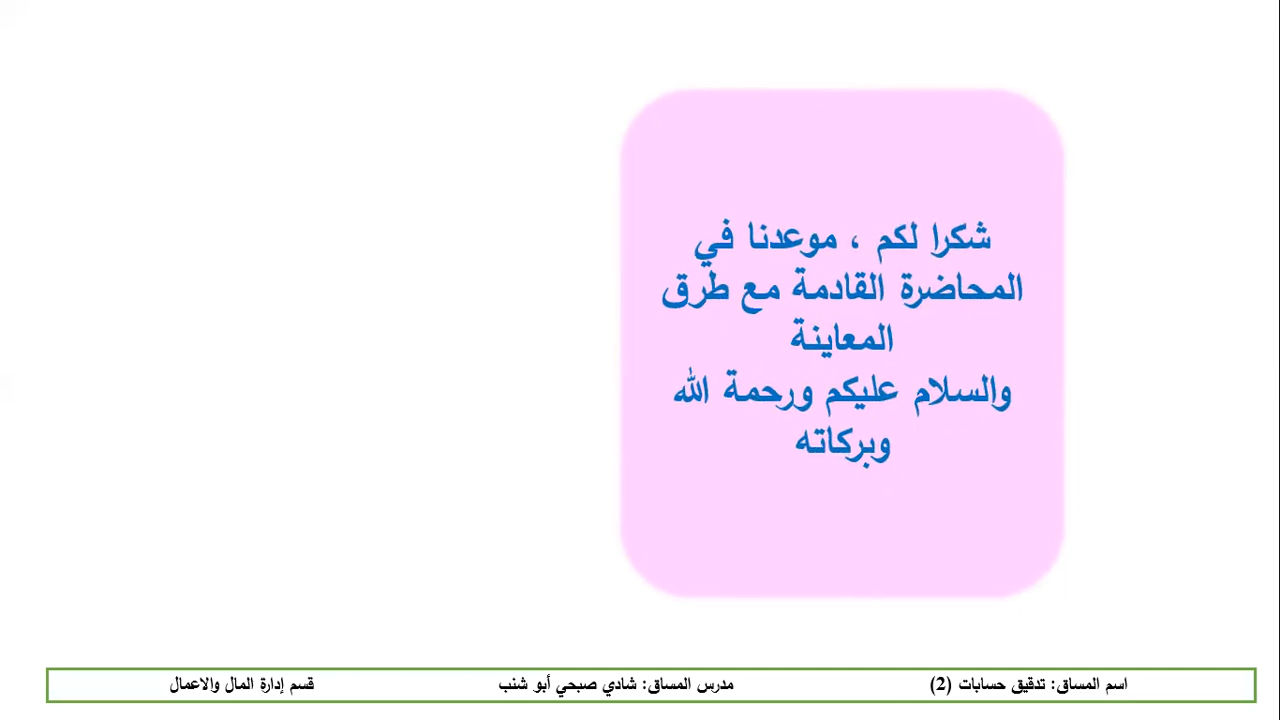 شكرا لكم ، موعدنا في
المحاضرة القادمة مع طرق
المعاينة
والسلام عليكم ورحمة الله
وبركاته
اسم المساق: تدقيق حسابات (2)
مدرس المساق: شادي صبحي أبو شنب
قسم إدارة المال والاعمال